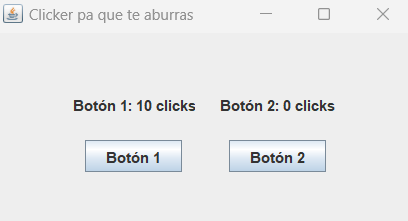 Clicker pa que te aburras
Botón 1: 10 clicks Botón 2: 0 clicks
Botón 1 Botón 2